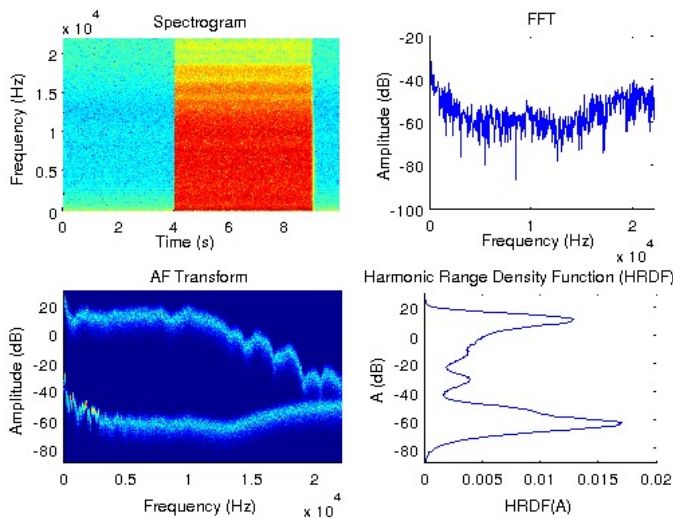 Spectrogram
x 10^4
2
1.5
1
0.5
0
Frequency (Hz)
0 2 4 6 8
Time (s)
FFT
-20
-40
-60
-80
-100
Amplitude (dB)
0 1 2
Frequency (Hz)
x 10^4
AF Transform
20
0
-20
-40
-60
-80
Amplitude (dB)
0 0.5 1 1.5 2
Frequency (Hz)
x 10^4
Harmonic Range Density Function (HRDF)
20
0
-20
-40
-60
-80
A (dB)
0 0.005 0.01 0.015 0.02
HRDF(A)